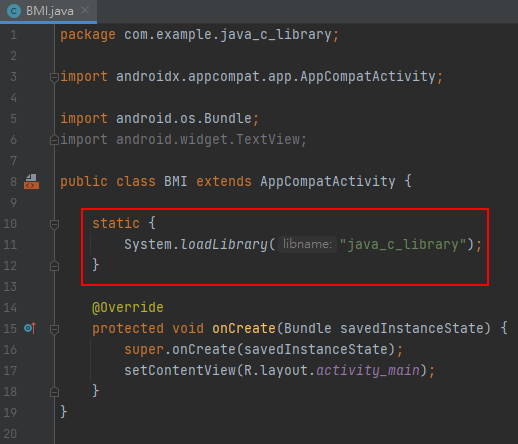 BMI.java
1 package com.example.java_c_library;
2
3 import androidx.appcompat.app.AppCompatActivity;
4
5 import android.os.Bundle;
6 import android.widget.TextView;
7
8 public class BMI extends AppCompatActivity {
9
10 static {
11 System.loadLibrary( libname: "java_c_library");
12 }
13
14 @Override
15 protected void onCreate(Bundle savedInstanceState) {
16 super.onCreate(savedInstanceState);
17 setContentView(R.layout.activity_main);
18 }
19 }
20